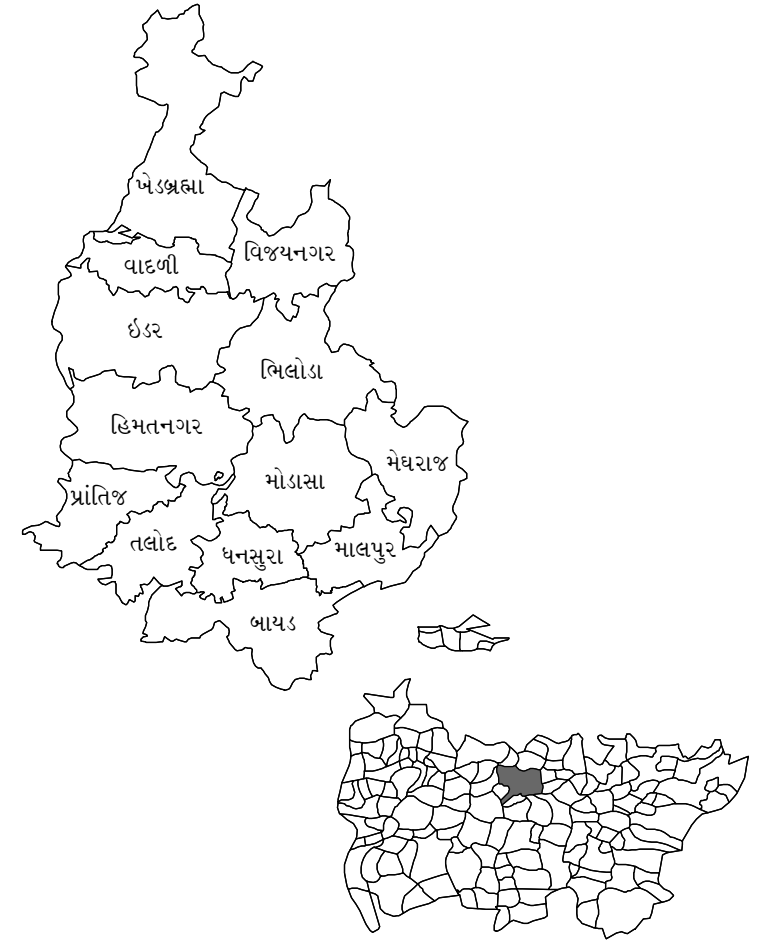 ખેડબ્રહ્મા
વિજયનગર
વાદળી
ઇડર
ભિલોડા
હિમતનગર
મેઘરાજ
મોડાસા
પ્રાંતિજ
તલોદ
ધનસુરા
માલપુર
બાયડ